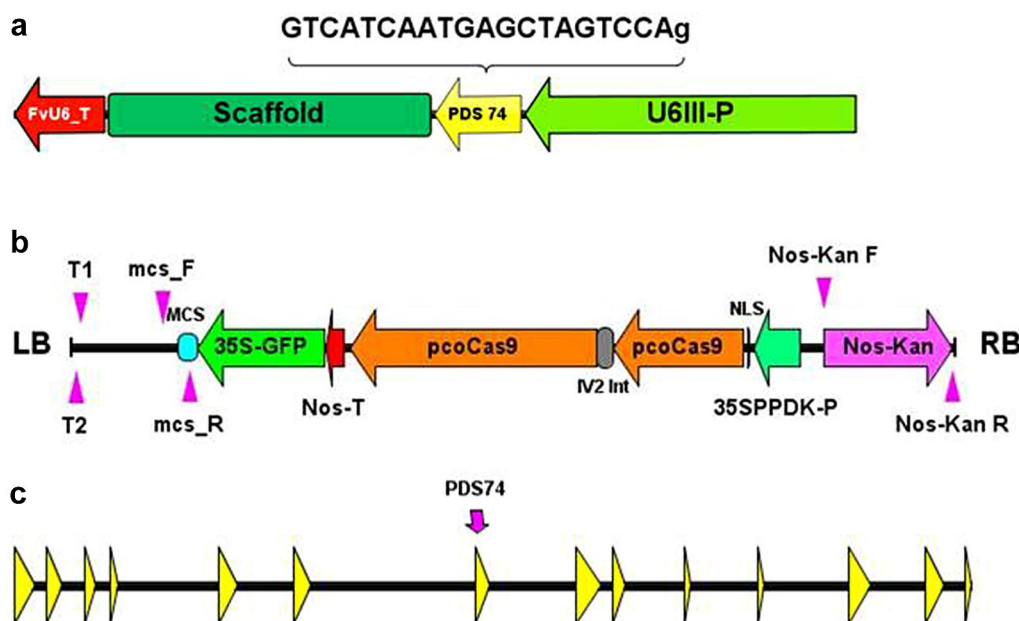 a
GTCATCAATGAGCTAGTCCAg
FvU6_T Scaffold PDS 74 U6III-P
b
T1 mcs_F Nos-Kan F
MCS NLS
LB 35S-GFP pcoCas9 pcoCas9 Nos-Kan RB
IV2 Int
Nos-T 35SPPDK-P
T2 mcs_R Nos-Kan R
c
PDS74